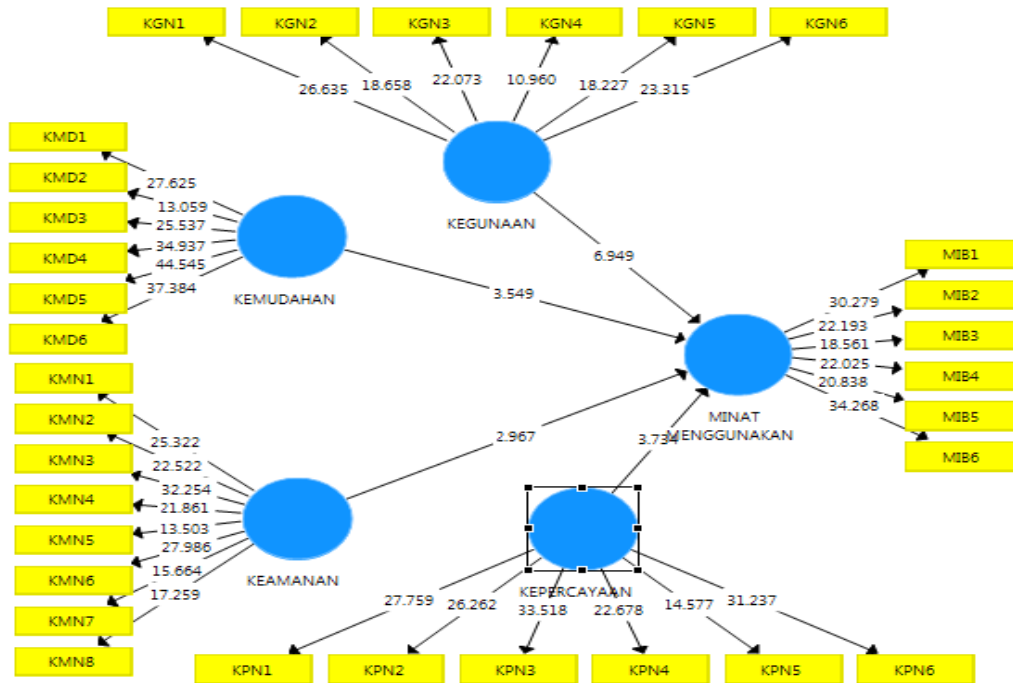 KGN1
KGN2
KGN3
KGN4
KGN5
KGN6
26.635
18.658
22.073
10.960
18.227
23.315
KEGUNAAN
KMD1
KMD2
KMD3
KMD4
KMD5
KMD6
27.625
13.059
25.537
34.937
44.545
37.384
KEMUDAHAN
6.949
3.549
2.967
3.734
KMN1
KMN2
KMN3
KMN4
KMN5
KMN6
KMN7
KMN8
25.322
22.522
32.254
21.861
13.503
27.986
15.664
17.259
KEAMANAN
MINAT
MENGGUNAKAN
MIB1
MIB2
MIB3
MIB4
MIB5
MIB6
30.279
22.193
18.561
22.025
20.838
34.268
KEPERCAYAAN
27.759
26.262
33.518
22.678
14.577
31.237
KPN1
KPN2
KPN3
KPN4
KPN5
KPN6